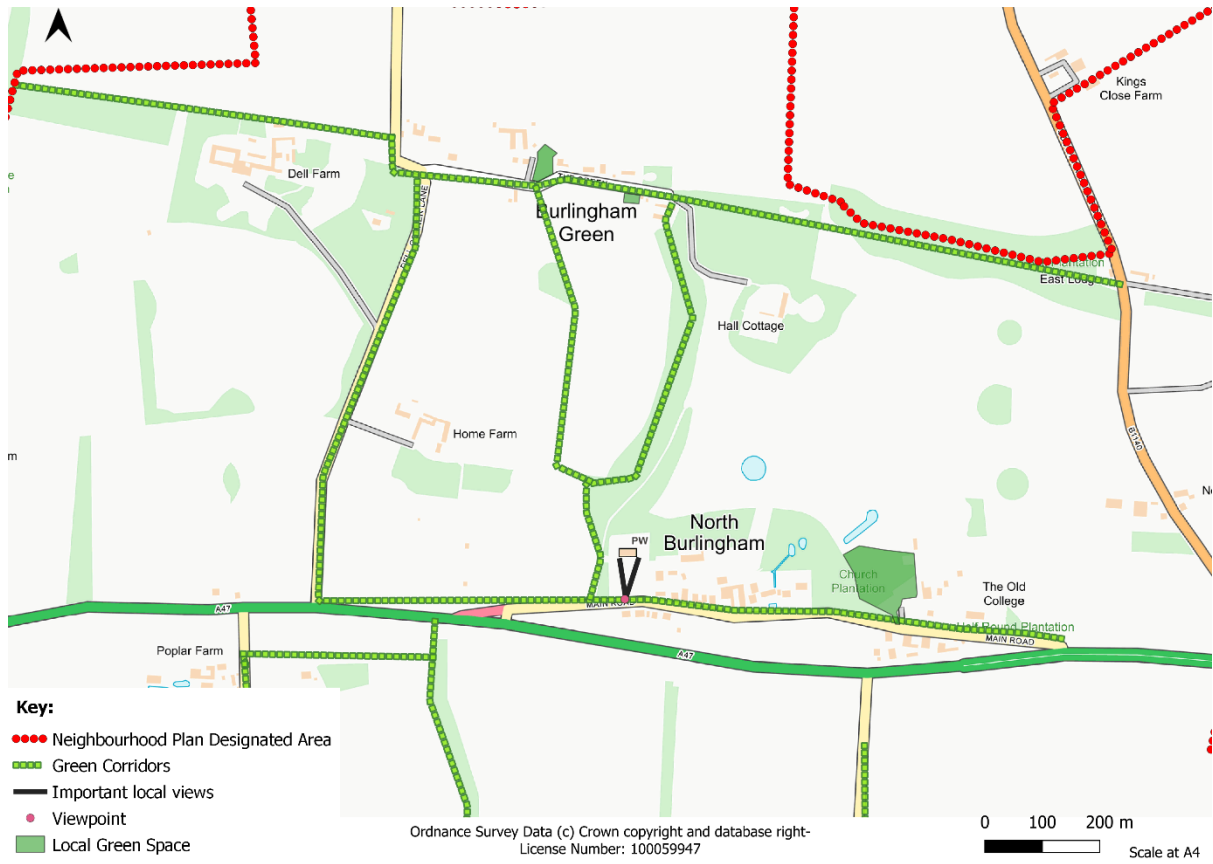 Kings
Close Farm
Dell Farm
Burlingham
Green
East Lodge
Hall Cottage
Home Farm
B1140
North
Burlingham
PW
Church
Plantation
The Old
College
Half Round Plantation
MAIN ROAD
MAIN ROAD
A47
A47
Poplar Farm
Key:
Neighbourhood Plan Designated Area
Green Corridors
Important local views
Viewpoint
Local Green Space
Ordnance Survey Data (c) Crown copyright and database right-
License Number: 100059947
0 100 200 m
Scale at A4